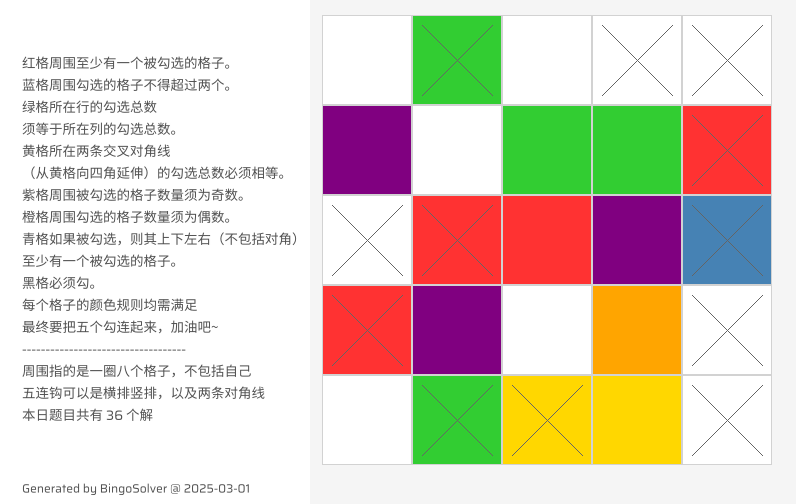 红格周围至少有一个被勾选的格子。
蓝格周围勾选的格子不得超过两个。
绿格所在行的勾选总数
须等于所在列的勾选总数。
黄格所在两条交叉对角线
（从黄格向四角延伸）的勾选总数必须相等。
紫格周围被勾选的格子数量须为奇数。
橙格周围勾选的格子数量须为偶数。
青格如果被勾选，则其上下左右（不包括对角）
至少有一个被勾选的格子。
黑格必须勾。
每个格子的颜色规则均需满足
最终要把五个勾连起来，加油吧~
----------------------------------
周围指的是一圈八个格子，不包括自己
五连钩可以是横排竖排，以及两条对角线
本日题目共有 36 个解
Generated by BingoSolver @ 2025-03-01